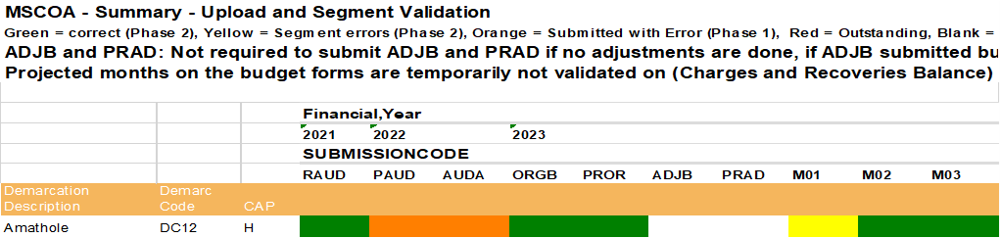 MSCOA - Summary - Upload and Segment Validation
Green = correct (Phase 2), Yellow = Segment errors (Phase 2), Orange = Submitted with Error (Phase 1),  Red = Outstanding, Blank =
ADJB and PRAD: Not required to submit ADJB and PRAD if no adjustments are done, if ADJB submitted bu
Projected months on the budget forms are temporarily not validated on (Charges and Recoveries Balance)
Financial,Year
2021 2022 2023
SUBMISSIONCODE
RAUD PAUD AUDA ORGB PROR ADJB PRAD M01 M02 M03
Demarcation Demarc
Description Code CAP
Amathole DC12 H